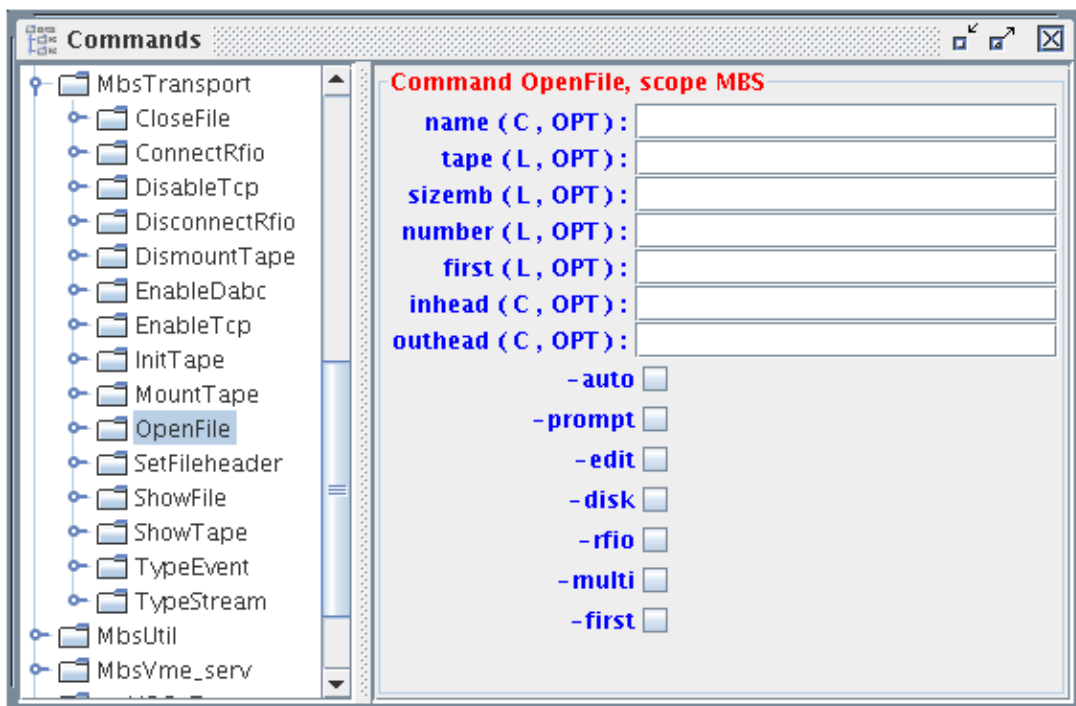 Commands
MbsTransport
CloseFile
ConnectRfio
DisableTcp
DisconnectRfio
DismountTape
EnableDabc
EnableTcp
InitTape
MountTape
OpenFile
SetFileheader
ShowFile
ShowTape
TypeEvent
TypeStream
MbsUtil
MbsVme_serv
Command OpenFile, scope MBS
name ( C , OPT ) :
tape ( L , OPT ) :
sizemb ( L , OPT ) :
number ( L , OPT ) :
first ( L , OPT ) :
inhead ( C , OPT ) :
outhead ( C , OPT ) :
-auto
-prompt
-edit
-disk
-rfio
-multi
-first